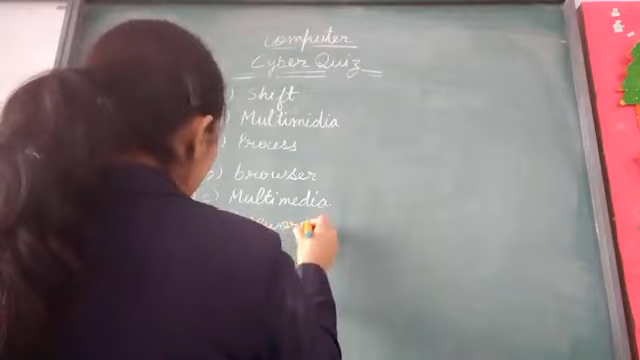 Computer
Cyber Quiz
) Shift
) Multimidia
) Process
b) browser
c) Multimedia